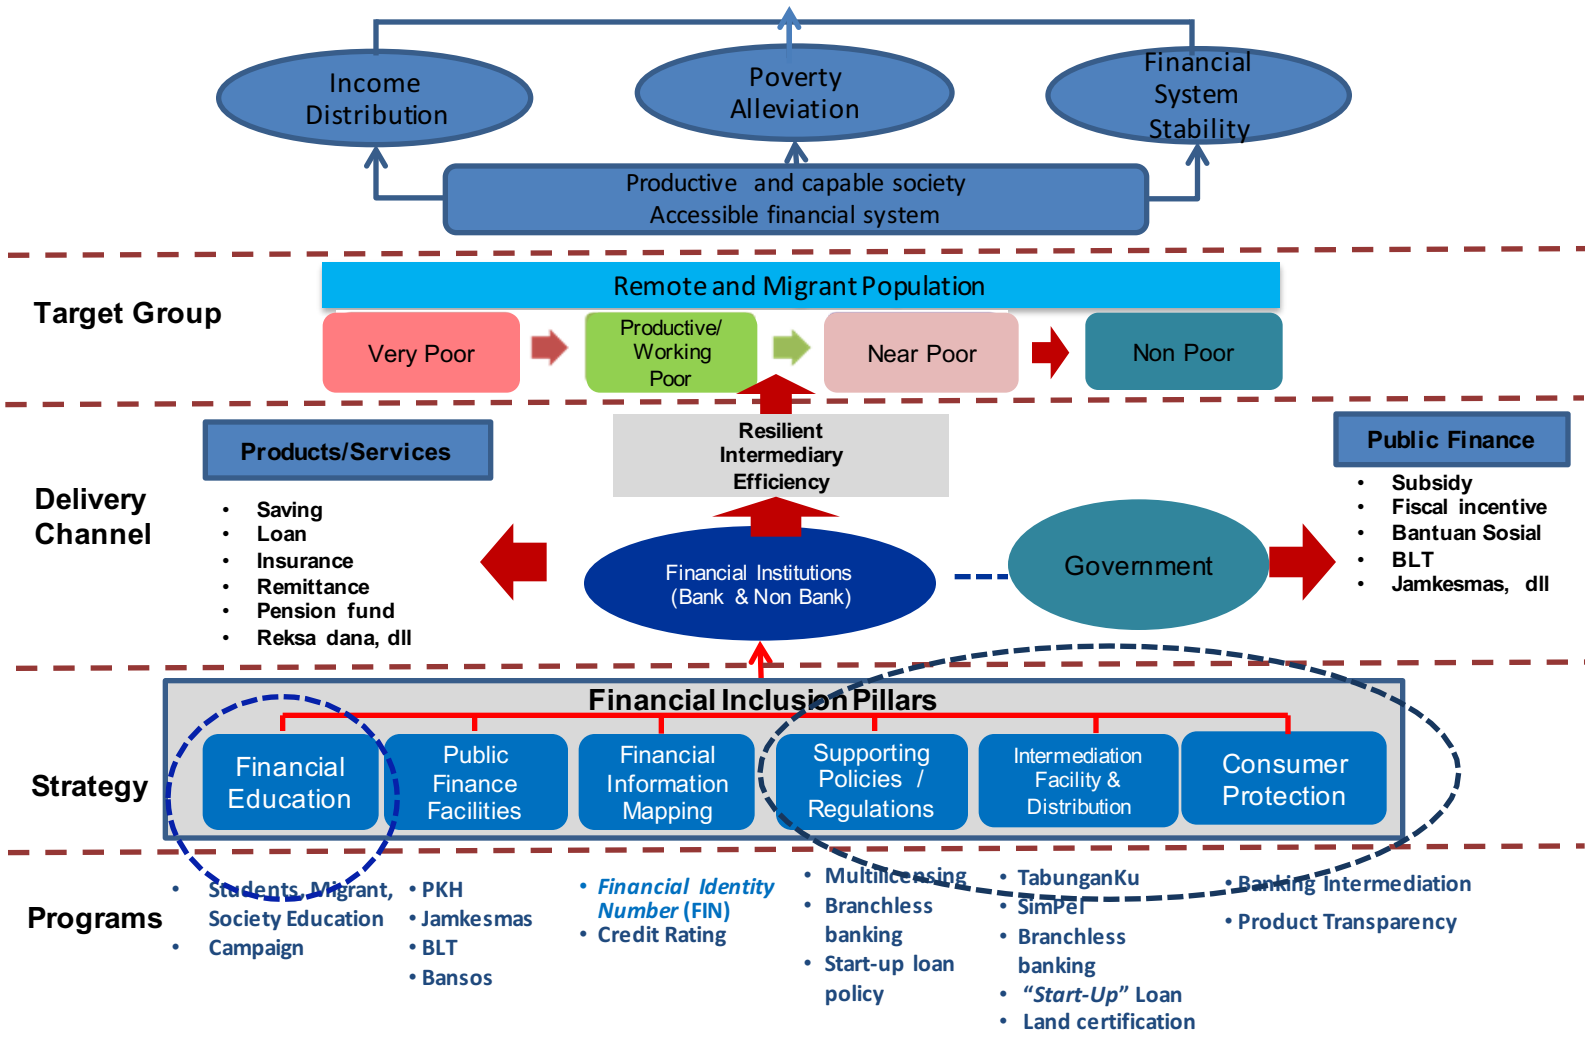 Income
Distribution
Poverty
Alleviation
Financial
System
Stability
Productive and capable society
Accessible financial system
Target Group
Remote and Migrant Population
Very Poor
Productive/
Working
Poor
Near Poor
Non Poor
Delivery
Channel
Products/Services
• Saving
• Loan
• Insurance
• Remittance
• Pension fund
• Reksa dana, dll
Resilient
Intermediary
Efficiency
Financial Institutions
(Bank & Non Bank)
Government
Public Finance
• Subsidy
• Fiscal incentive
• Bantuan Sosial
• BLT
• Jamkesmas, dll
Strategy
Financial Inclusion Pillars
Financial
Education
Public
Finance
Facilities
Financial
Information
Mapping
Supporting
Policies /
Regulations
Intermediation
Facility &
Distribution
Consumer
Protection
Programs
• Students, Migrant,
Society Education
• Campaign
• PKH
• Jamkesmas
• BLT
• Bansos
• Financial Identity
Number (FIN)
• Credit Rating
• Multilicensing
• Branchless
banking
• Start-up loan
policy
• TabunganKu
• SimPel
• Branchless
banking
• “Start-Up” Loan
• Land certification
• Banking Intermediation
• Product Transparency